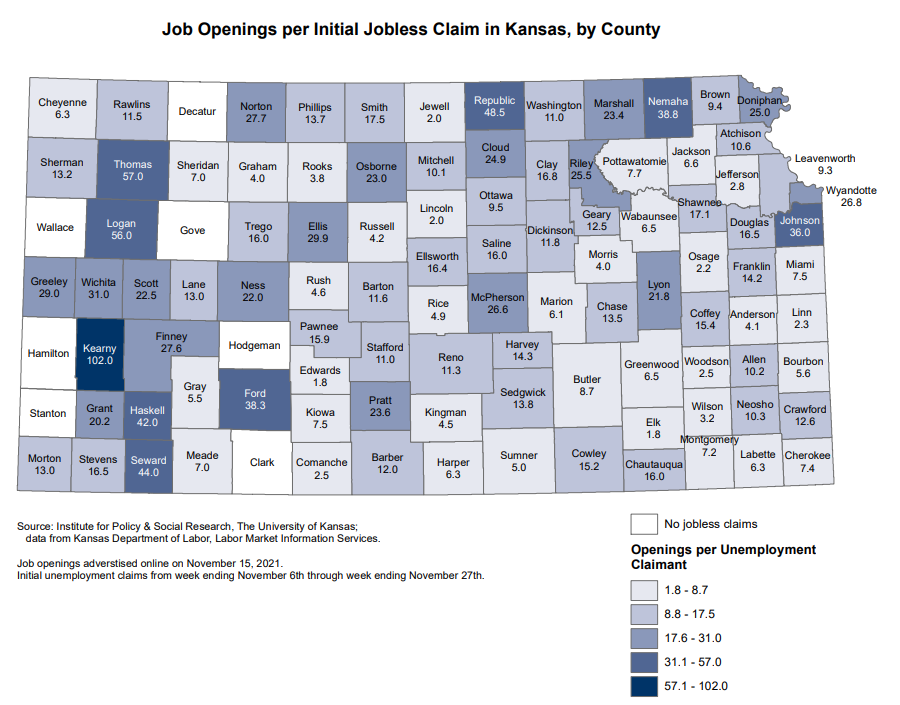 Job Openings per Initial Jobless Claim in Kansas, by County
Cheyenne
6.3
Rawlins
11.5
Decatur
Norton
27.7
Phillips
13.7
Smith
17.5
Jewell
2.0
Republic
48.5
Washington
11.0
Marshall
23.4
Nemaha
38.8
Brown
9.4
Doniphan
25.0
Atchison
10.6
Sherman
13.2
Thomas
57.0
Sheridan
7.0
Graham
4.0
Rooks
3.8
Osborne
23.0
Mitchell
10.1
Cloud
24.9
Clay
16.8
Riley
25.5
Pottawatomie
7.7
Jackson
6.6
Jefferson
2.8
Leavenworth
9.3
Wyandotte
26.8
Wallace
Logan
56.0
Gove
Trego
16.0
Ellis
29.9
Russell
4.2
Lincoln
2.0
Ottawa
9.5
Saline
16.0
Dickinson
11.8
Geary
12.5
Wabaunsee
6.5
Shawnee
17.1
Douglas
16.5
Johnson
36.0
Ellsworth
16.4
Morris
4.0
Osage
2.2
Franklin
14.2
Miami
7.5
Greeley
29.0
Wichita
31.0
Scott
22.5
Lane
13.0
Ness
22.0
Rush
4.6
Barton
11.6
Rice
4.9
McPherson
26.6
Marion
6.1
Chase
13.5
Lyon
21.8
Coffey
15.4
Anderson
4.1
Linn
2.3
Hamilton
Kearny
102.0
Finney
27.6
Hodgeman
Pawnee
15.9
Stafford
11.0
Edwards
1.8
Reno
11.3
Harvey
14.3
Sedgwick
13.8
Butler
8.7
Greenwood
6.5
Woodson
2.5
Allen
10.2
Bourbon
5.6
Stanton
Grant
20.2
Haskell
42.0
Gray
5.5
Ford
38.3
Kiowa
7.5
Pratt
23.6
Kingman
4.5
Elk
1.8
Wilson
3.2
Neosho
10.3
Crawford
12.6
Morton
13.0
Stevens
16.5
Seward
44.0
Meade
7.0
Clark
Comanche
2.5
Barber
12.0
Harper
6.3
Sumner
5.0
Cowley
15.2
Chautauqua
16.0
Montgomery
7.2
Labette
6.3
Cherokee
7.4
Source: Institute for Policy & Social Research, The University of Kansas;
data from Kansas Department of Labor, Labor Market Information Services.
Job openings adverstised online on November 15, 2021.
Initial unemployment claims from week ending November 6th through week ending November 27th.
No jobless claims
Openings per Unemployment
Claimant
1.8 - 8.7
8.8 - 17.5
17.6 - 31.0
31.1 - 57.0
57.1 - 102.0